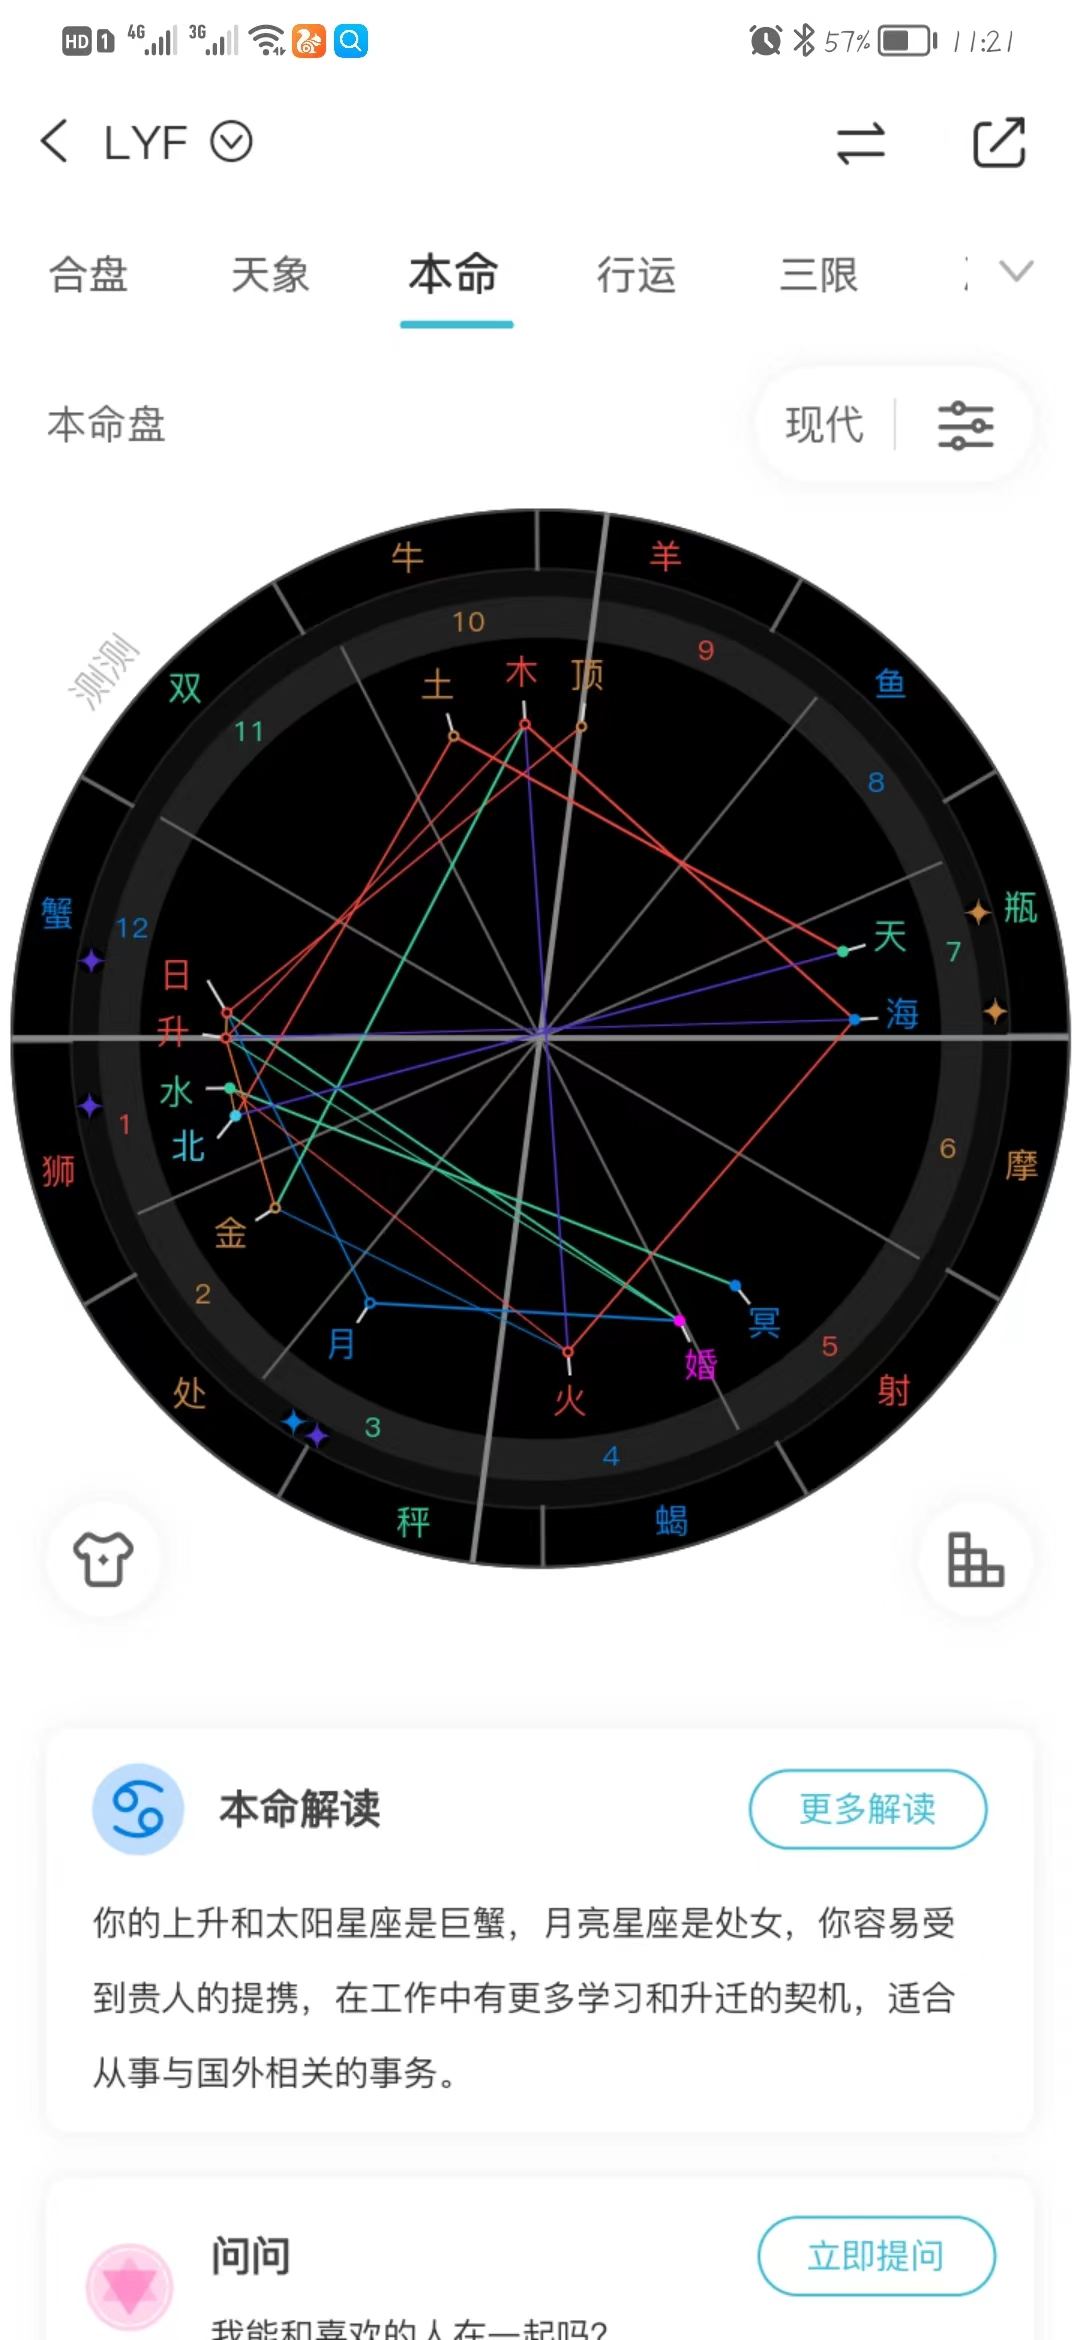 HD 1 4G 3G 57% 11:21
LYF
合盘 天象 本命 行运 三限
本命盘 现代
测测
牛 羊
10 9
双 土 木 顶 鱼
11 8
蟹 12 天 7 瓶
日 海
升
水 1 6
狮 北 摩
金
2 月 冥 5
处 婚 射
3 火 4
秤 蝎
本命解读 更多解读
你的上升和太阳星座是巨蟹，月亮星座是处女，你容易受
到贵人的提携，在工作中有更多学习和升迁的契机，适合
从事与国外相关的事务。
问问 立即提问
我能和喜欢的人在一起吗?